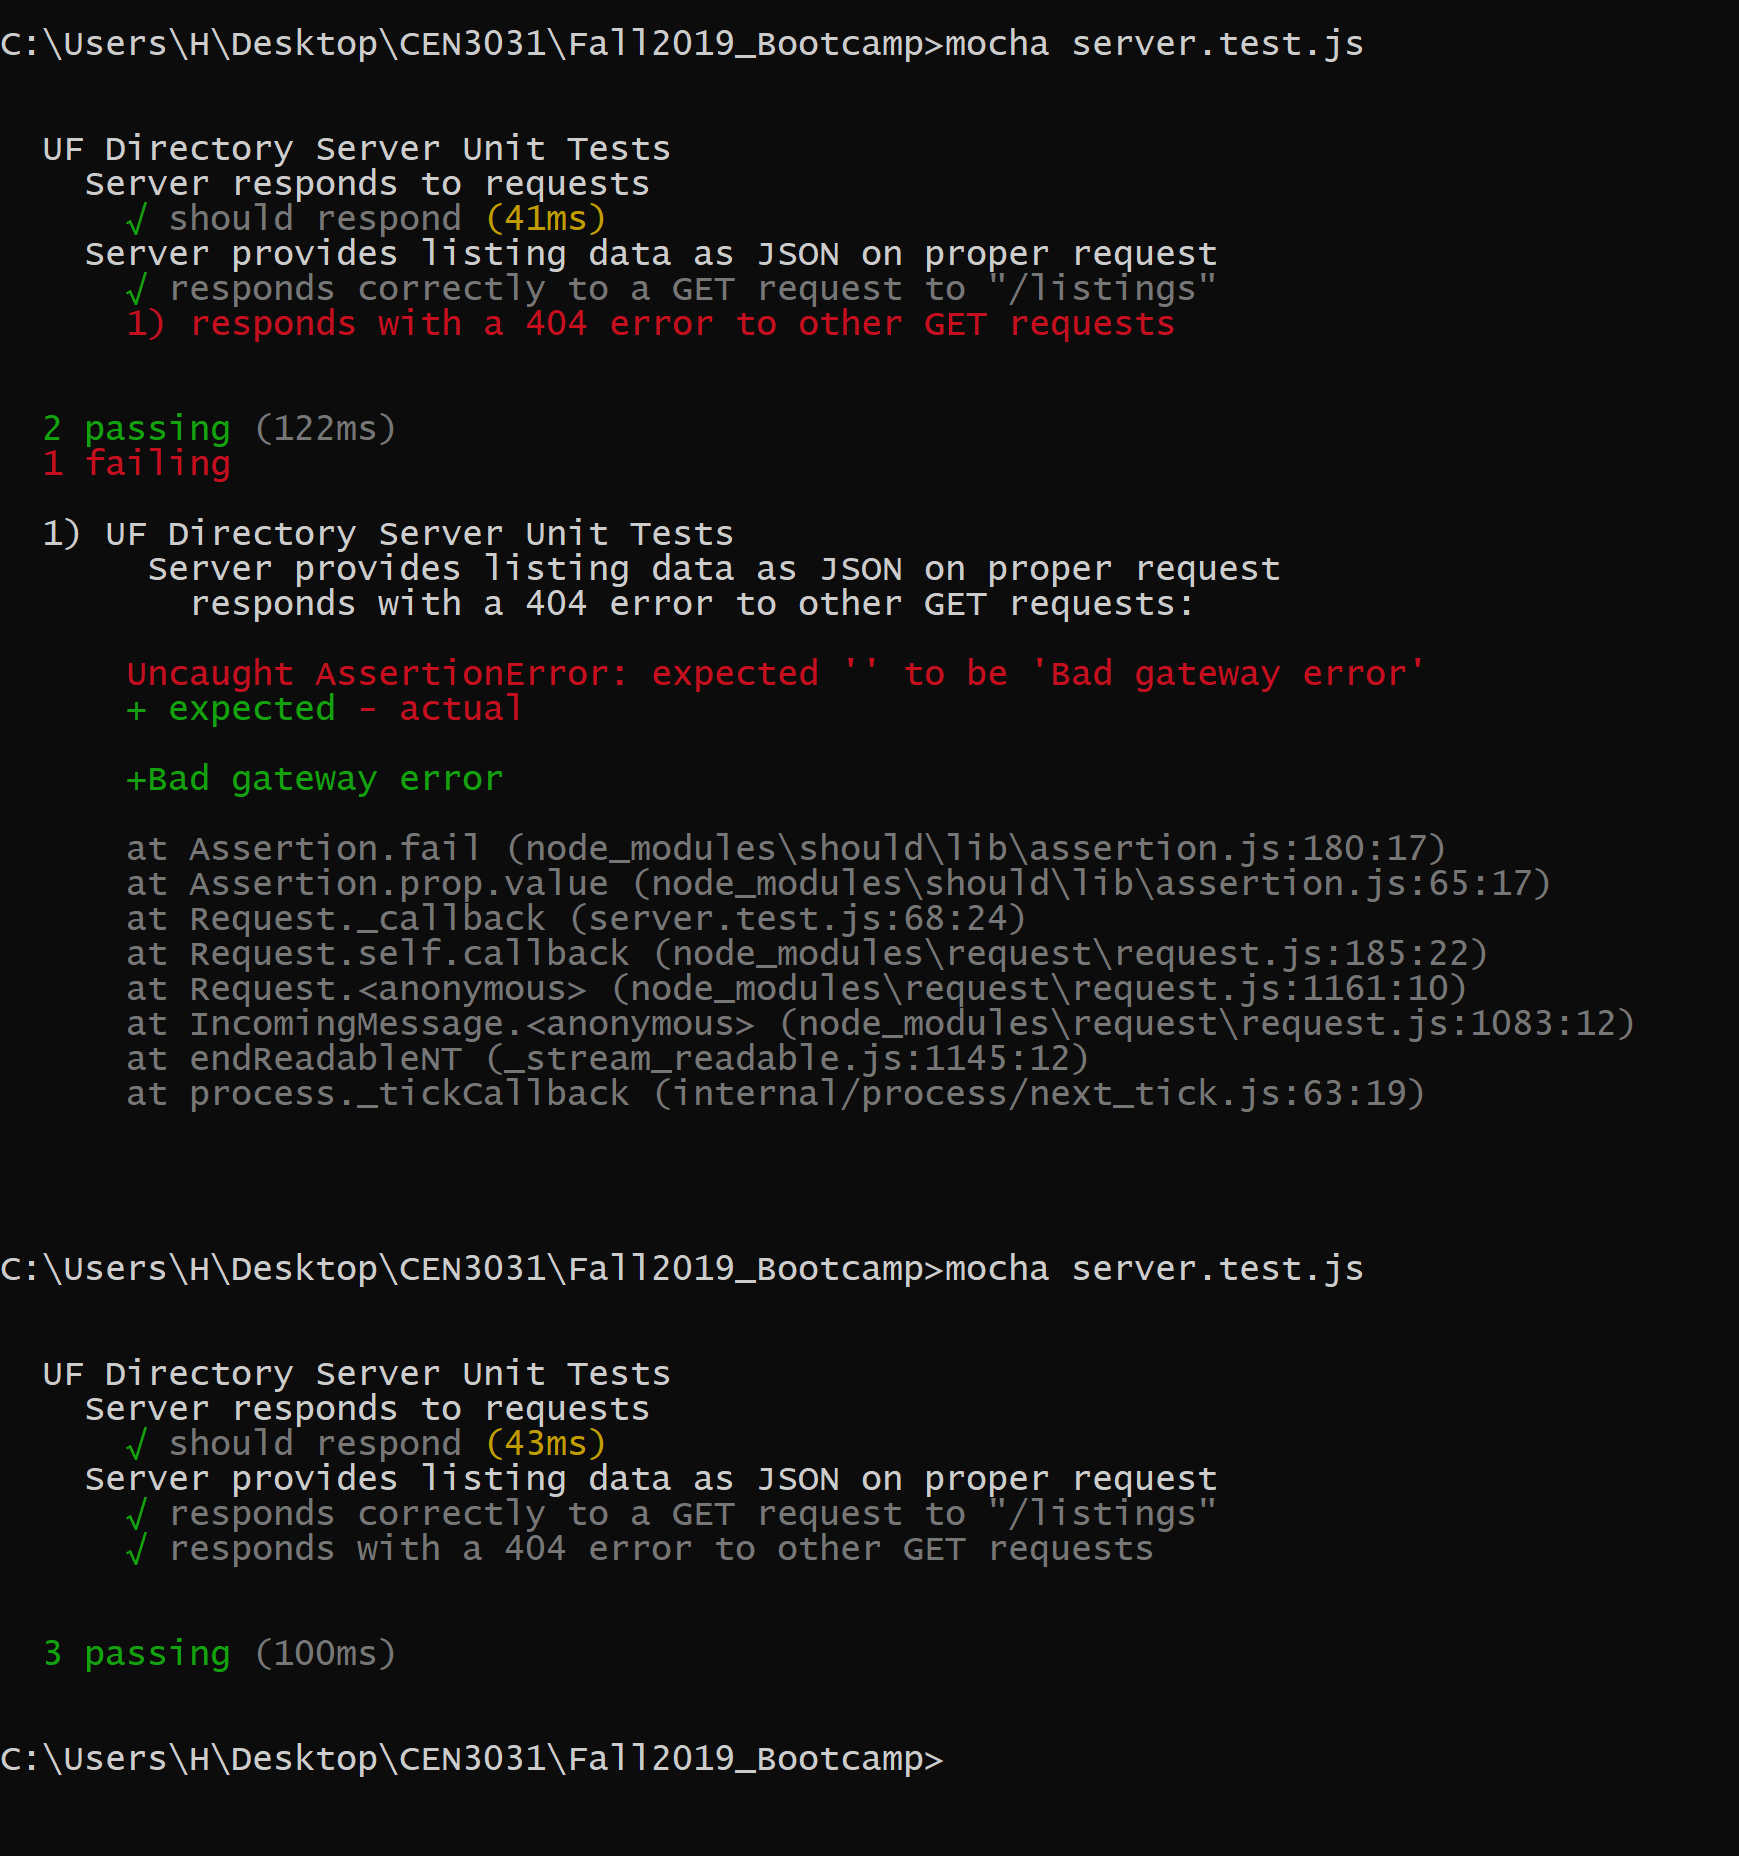 C:\Users\H\Desktop\CEN3031\Fall2019_Bootcamp>mocha server.test.js
UF Directory Server Unit Tests
Server responds to requests
√ should respond (41ms)
Server provides listing data as JSON on proper request
√ responds correctly to a GET request to "/listings"
1) responds with a 404 error to other GET requests
2 passing (122ms)
1 failing
1) UF Directory Server Unit Tests
Server provides listing data as JSON on proper request
responds with a 404 error to other GET requests:
Uncaught AssertionError: expected '' to be 'Bad gateway error'
+ expected - actual
+Bad gateway error
at Assertion.fail (node_modules\should\lib\assertion.js:180:17)
at Assertion.prop.value (node_modules\should\lib\assertion.js:65:17)
at Request._callback (server.test.js:68:24)
at Request.self.callback (node_modules\request\request.js:185:22)
at Request.<anonymous> (node_modules\request\request.js:1161:10)
at IncomingMessage.<anonymous> (node_modules\request\request.js:1083:12)
at endReadableNT (_stream_readable.js:1145:12)
at process._tickCallback (internal/process/next_tick.js:63:19)
C:\Users\H\Desktop\CEN3031\Fall2019_Bootcamp>mocha server.test.js
UF Directory Server Unit Tests
Server responds to requests
√ should respond (43ms)
Server provides listing data as JSON on proper request
√ responds correctly to a GET request to "/listings"
√ responds with a 404 error to other GET requests
3 passing (100ms)
C:\Users\H\Desktop\CEN3031\Fall2019_Bootcamp>